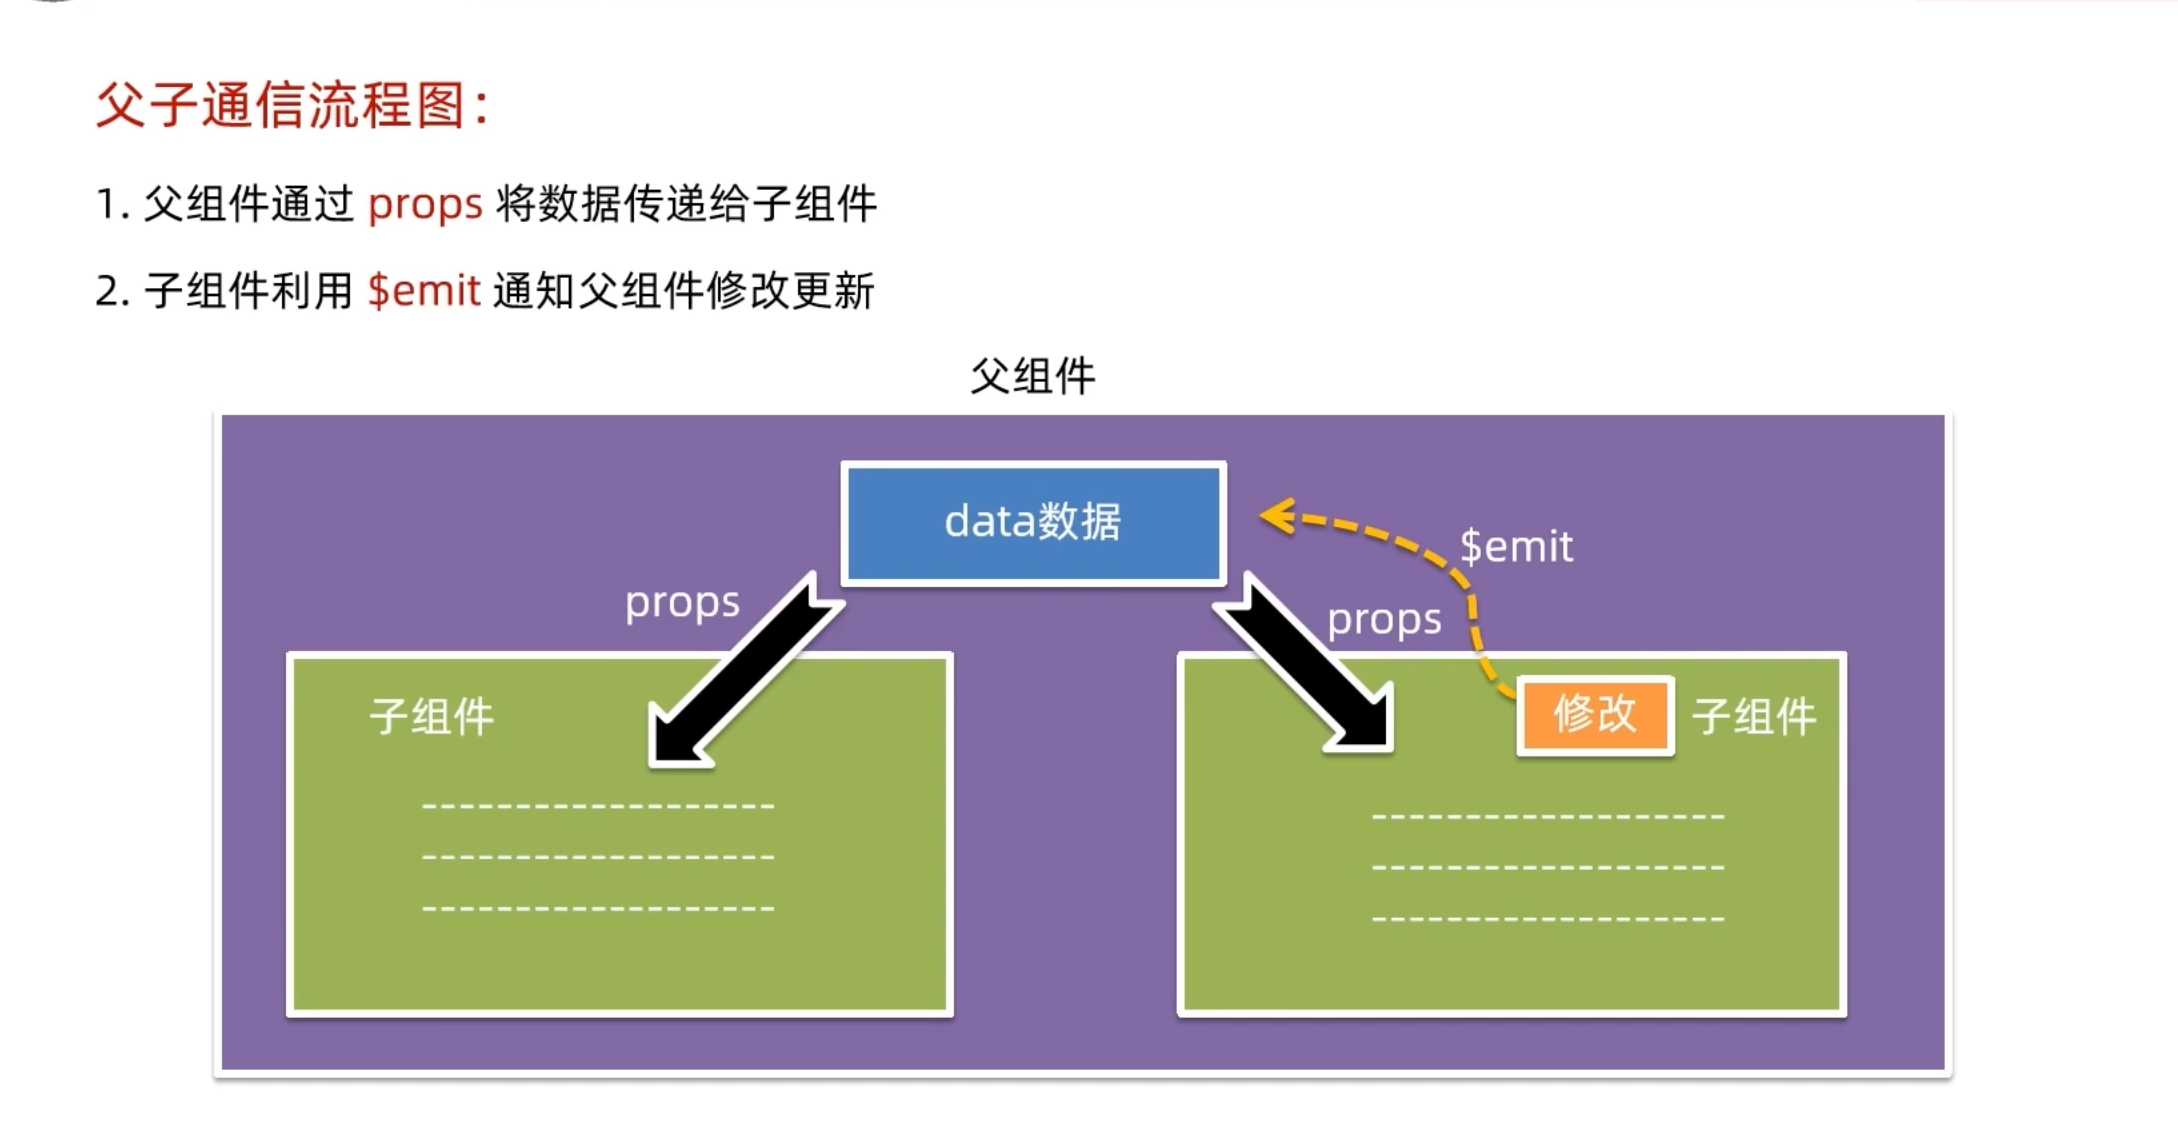 父子通信流程图：
1. 父组件通过 props 将数据传递给子组件
2. 子组件利用 $emit 通知父组件修改更新
父组件
data数据
$emit
props
props
子组件
修改
子组件